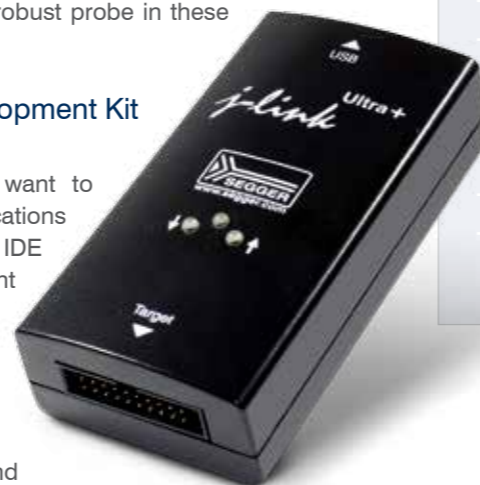 robust probe in these
opment Kit
want to
cations
IDE
nt
nd
USB
j-link Ultra+
SEGGER
www.segger.com
Target